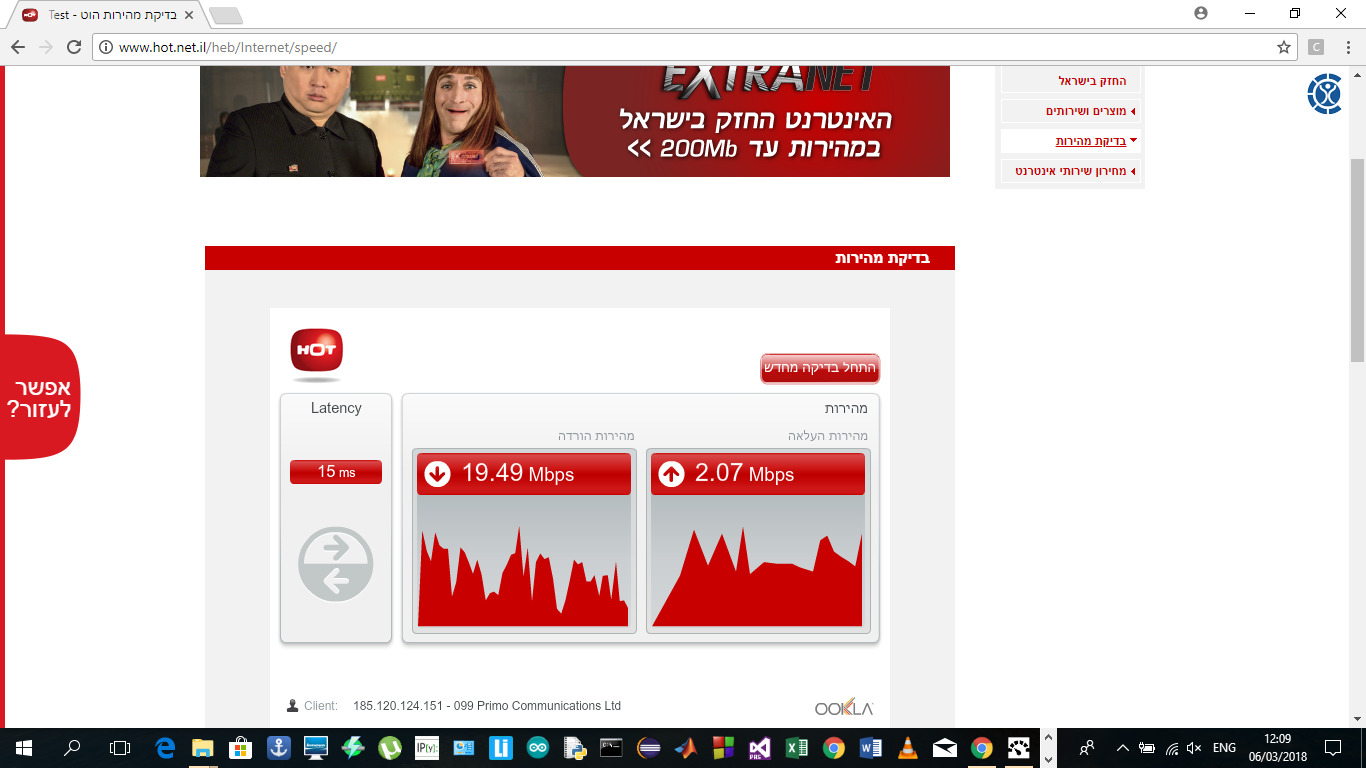 Test - בדיקת מהירות הוט
www.hot.net.il/heb/Internet/speed/
C
EXTRANET
האינטרנט החזק בישראל
במהירות עד 200Mb >>
החזק בישראל
מוצרים ושירותים
בדיקת מהירות
מחירון שירותי אינטרנט
בדיקת מהירות
HOT
התחל בדיקה מחדש
אפשר
לעזור?
Latency
15 ms
מהירות
מהירות העלאה
מהירות הורדה
19.49 Mbps
2.07 Mbps
Client: 185.120.124.151 - 099 Primo Communications Ltd
OOKLA
ENG
12:09
06/03/2018